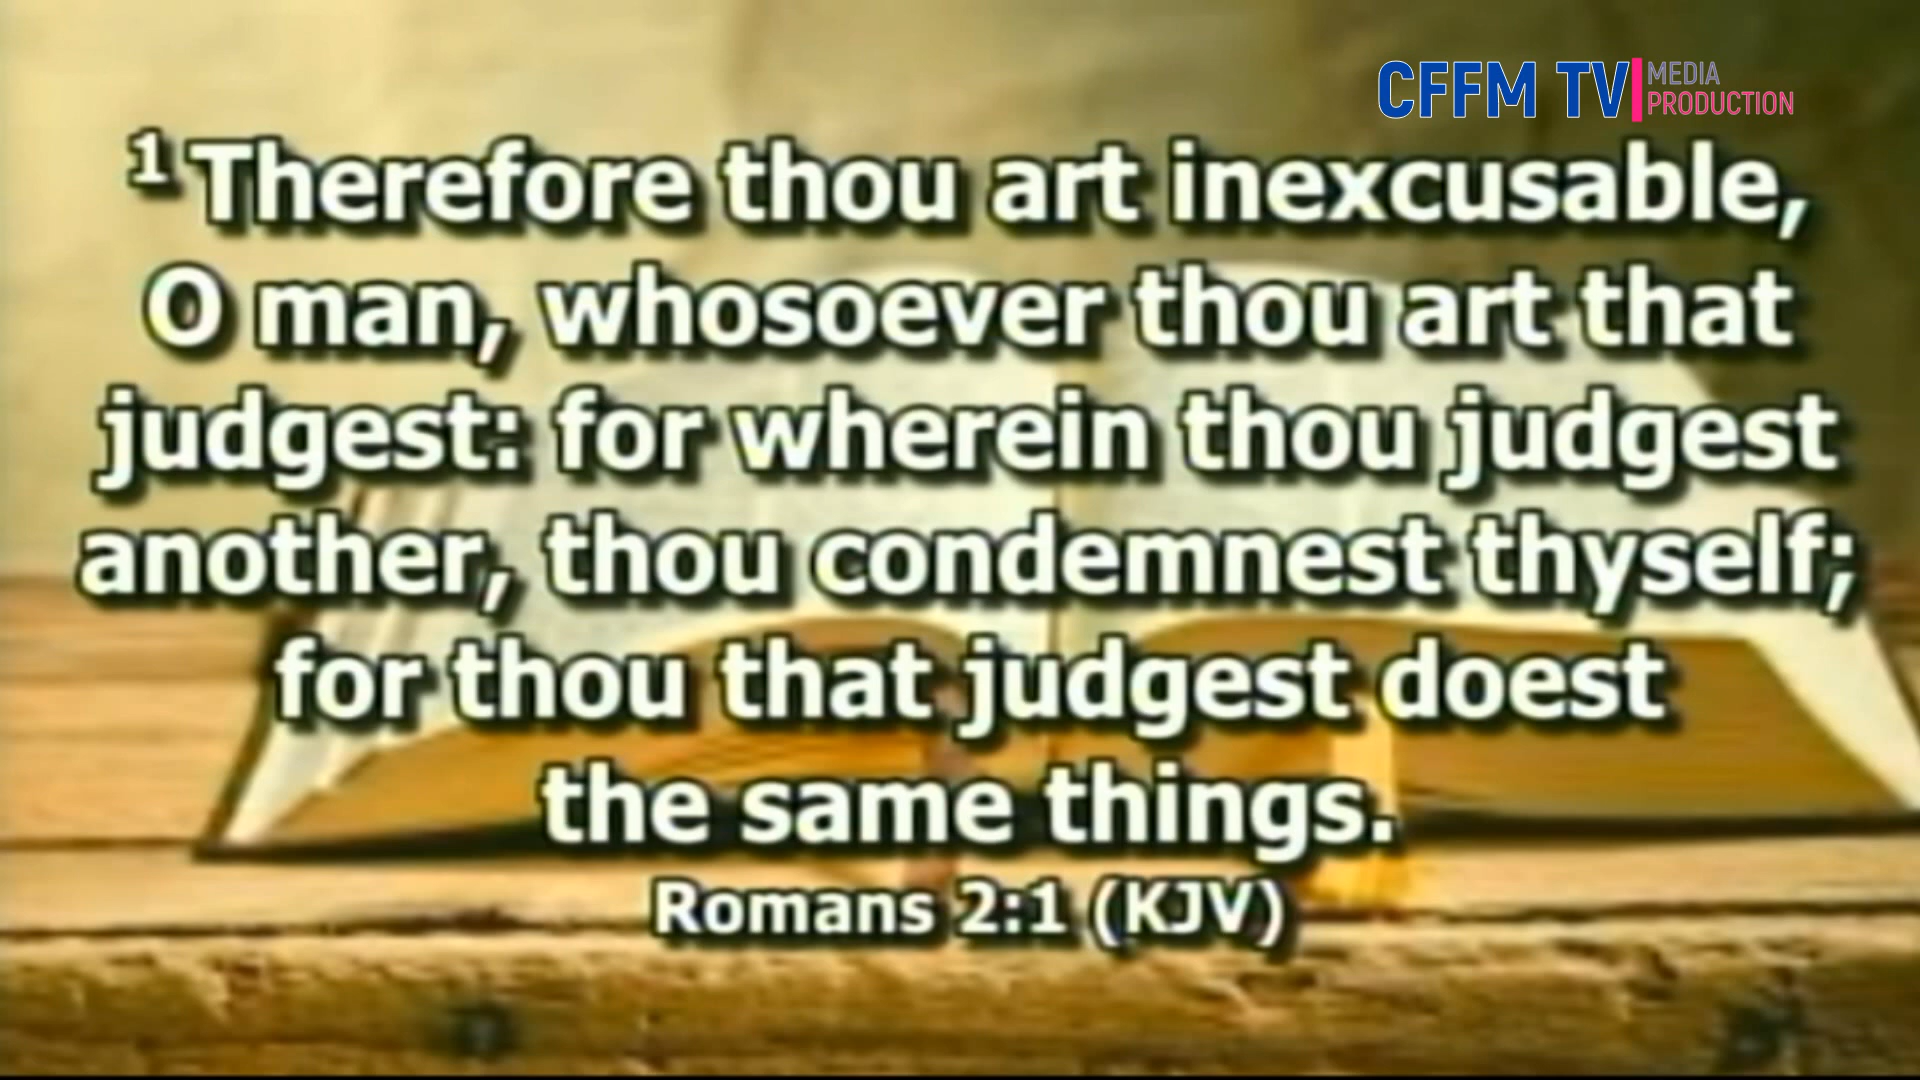 CFFM TV MEDIA
PRODUCTION
1 Therefore thou art inexcusable,
O man, whosoever thou art that
judgest: for wherein thou judgest
another, thou condemnest thyself;
for thou that judgest doest
the same things.
Romans 2:1 (KJV)